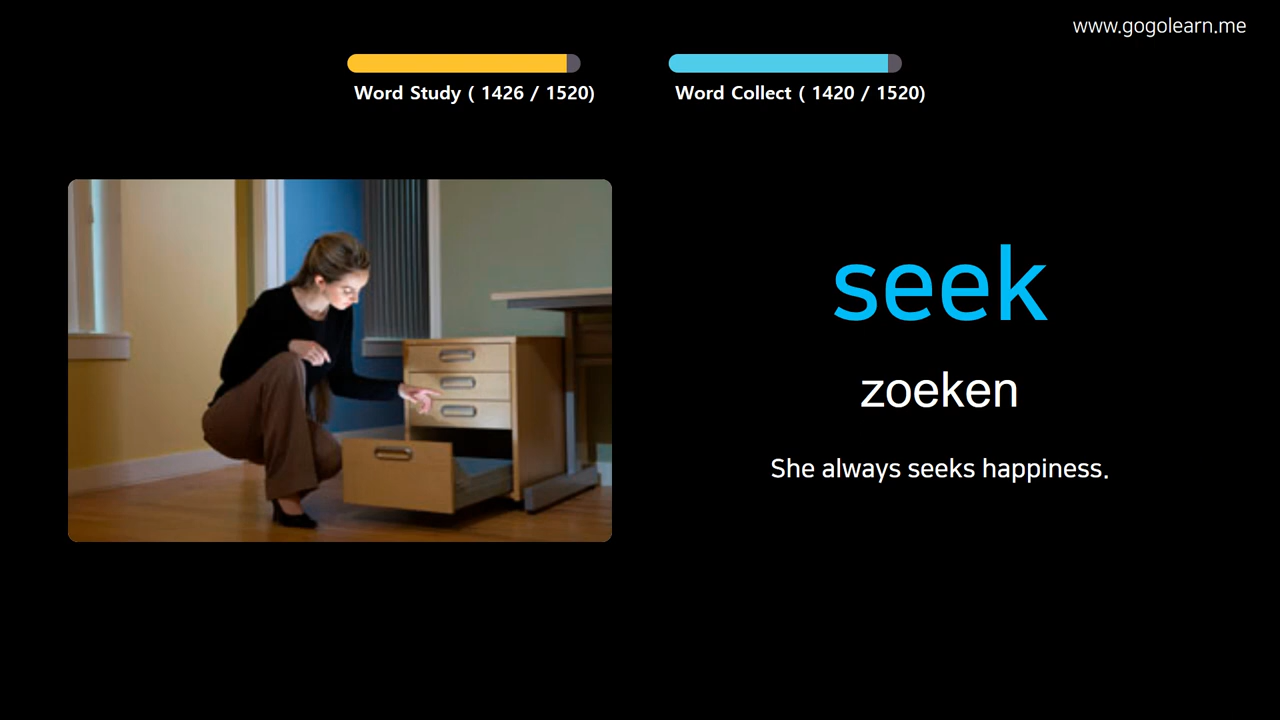 www.gogolearn.me
Word Study ( 1426 / 1520)
Word Collect ( 1420 / 1520)
seek
zoeken
She always seeks happiness.